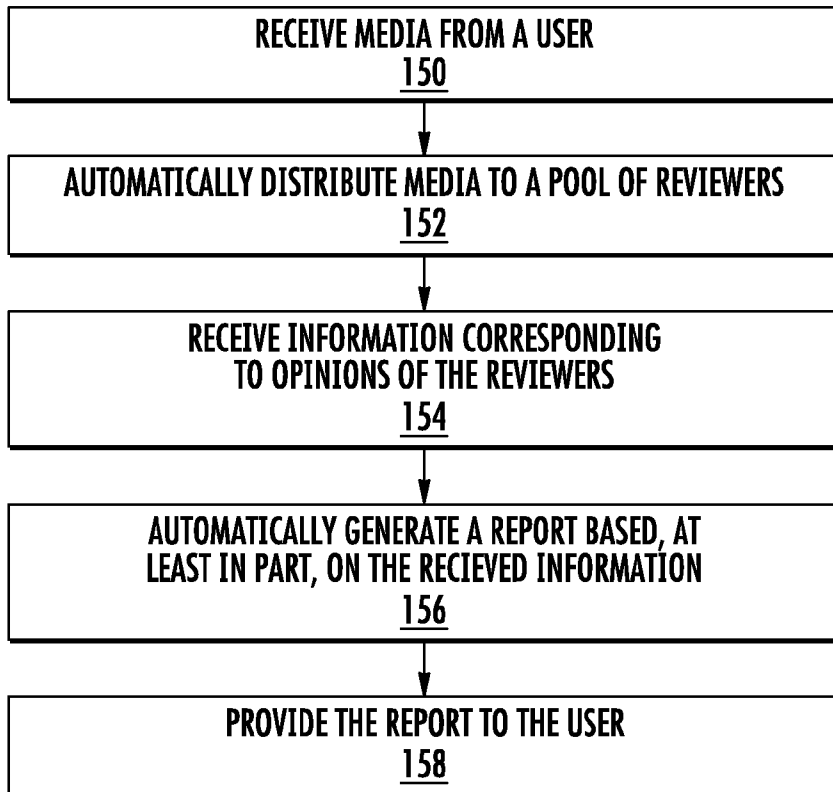 RECEIVE MEDIA FROM A USER
150
AUTOMATICALLY DISTRIBUTE MEDIA TO A POOL OF REVIEWERS
152
RECEIVE INFORMATION CORRESPONDING
TO OPINIONS OF THE REVIEWERS
154
AUTOMATICALLY GENERATE A REPORT BASED, AT
LEAST IN PART, ON THE RECIEVED INFORMATION
156
PROVIDE THE REPORT TO THE USER
158